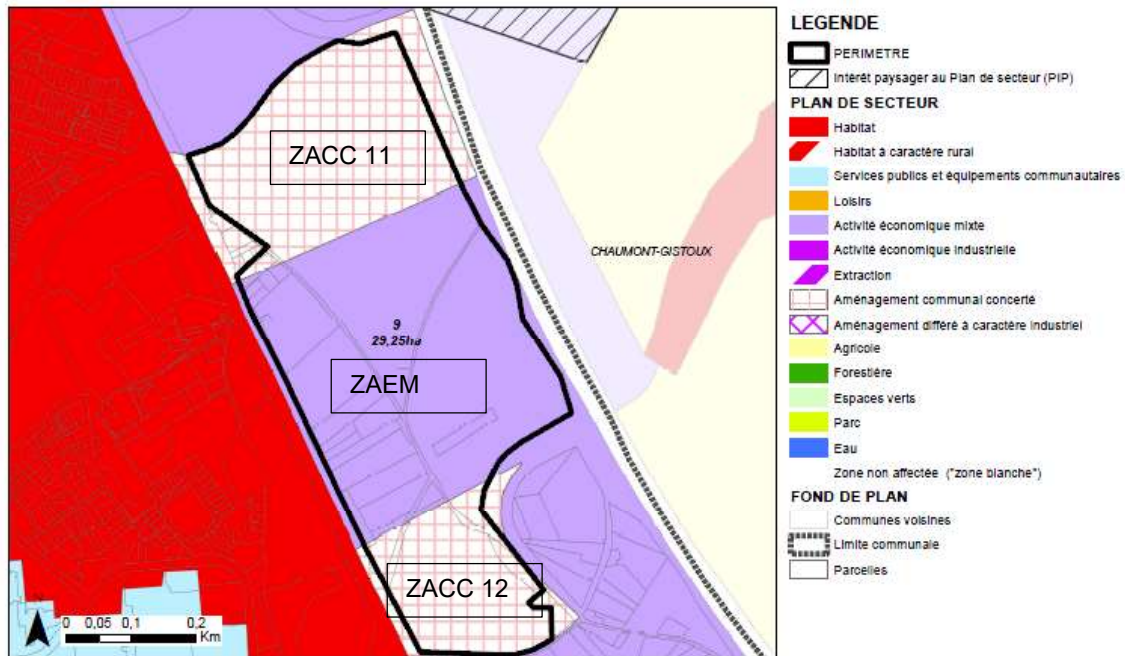 ZACC 11
CHAUMONT-GISTOUX
9
29,25ha
ZAEM
ZACC 12
0 0,05 0,1 0,2
Km
LEGENDE
PERIMETRE
Intérêt paysager au Plan de secteur (PIP)
PLAN DE SECTEUR
Habitat
Habitat à caractère rural
Services publics et équipements communautaires
Loisirs
Activité économique mixte
Activité économique industrielle
Extraction
Aménagement communal concerté
Aménagement différé à caractère industriel
Agricole
Forestière
Espaces verts
Parc
Eau
Zone non affectée ("zone blanche")
FOND DE PLAN
Communes voisines
Limite communale
Parcelles